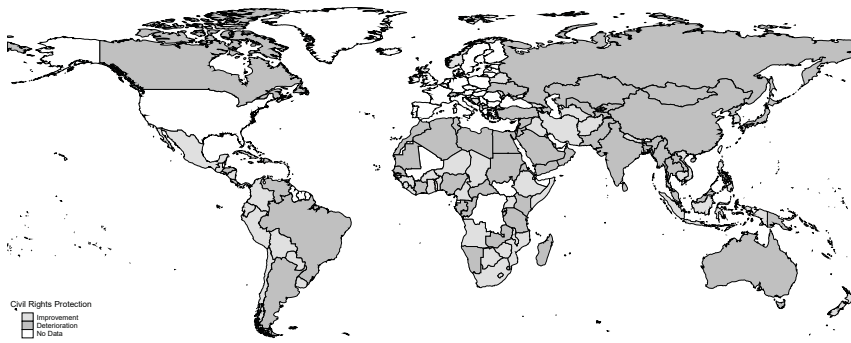 Civil Rights Protection
Improvement
Deterioration
No Data